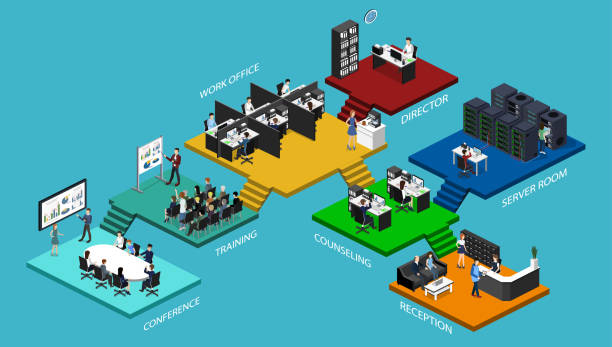 WORK OFFICE
DIRECTOR
SERVER ROOM
TRAINING
COUNSELING
CONFERENCE
RECEPTION